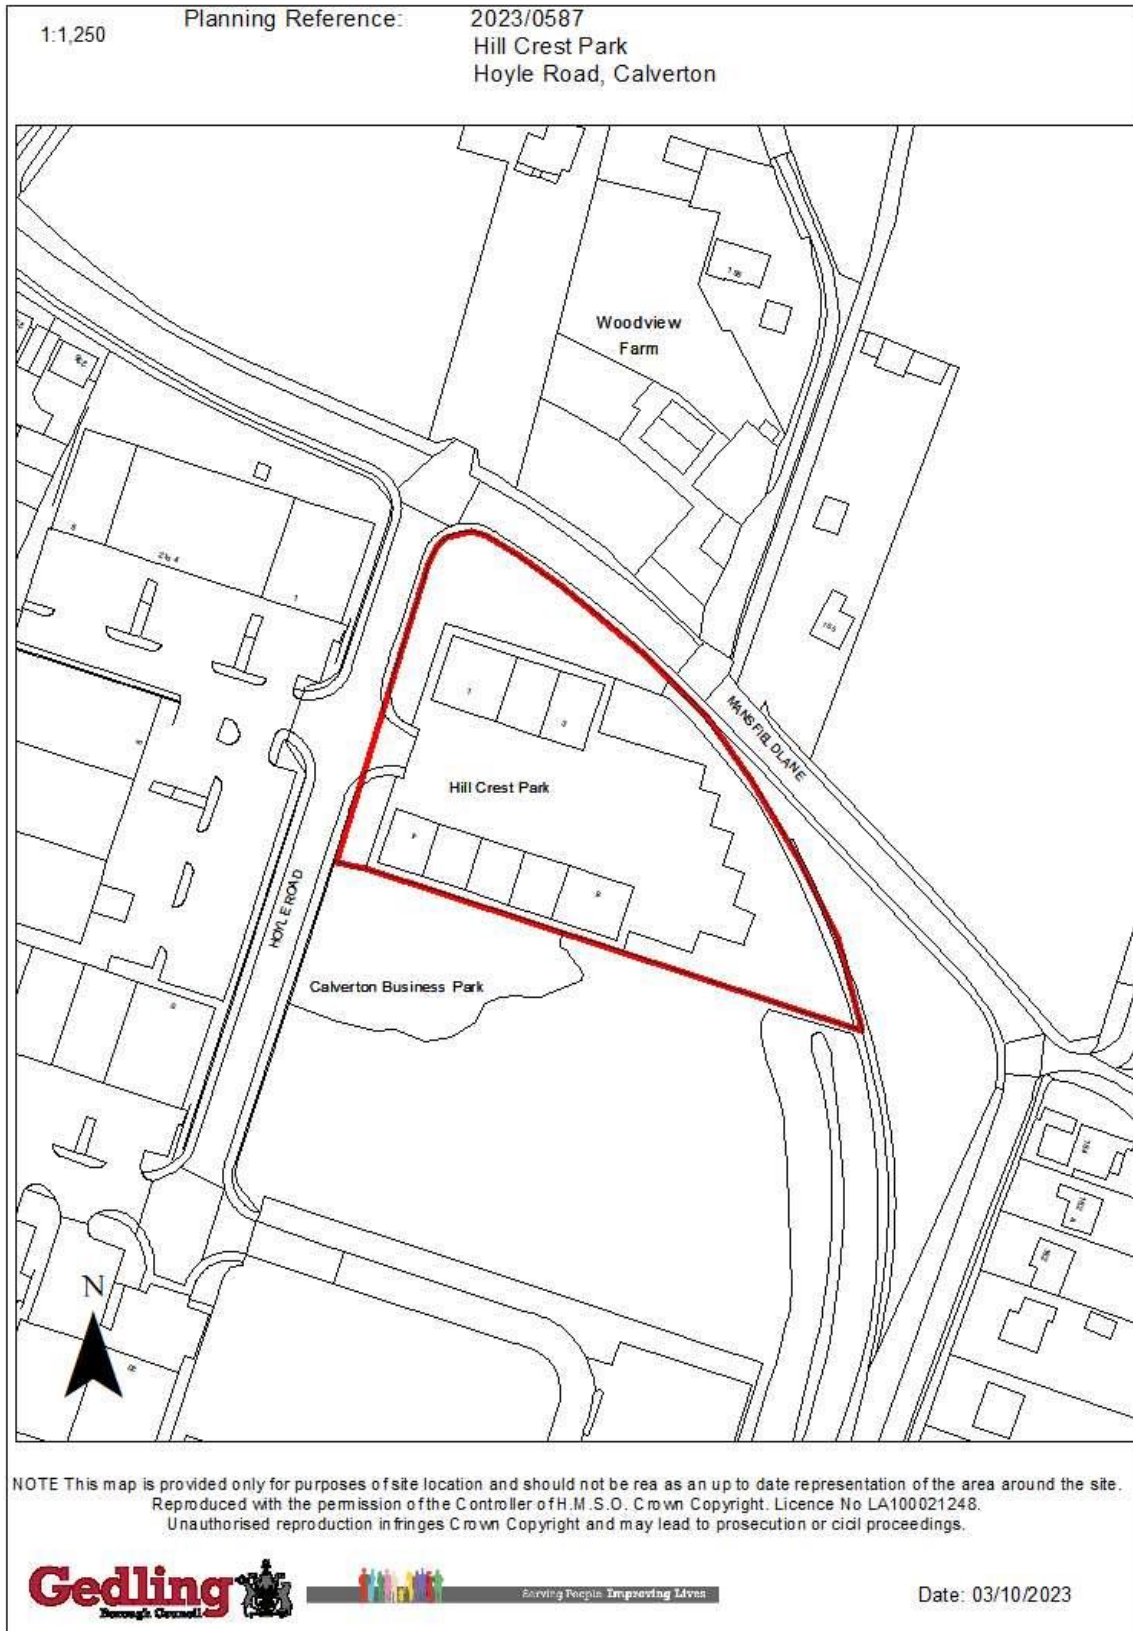 1:1,250
Planning Reference: 2023/0587
Hill Crest Park
Hoyle Road, Calverton
Woodview
Farm
MANSFIELD LANE
Hill Crest Park
HOYLE ROAD
Calverton Business Park
N
NOTE This map is provided only for purposes of site location and should not be rea as an up to date representation of the area around the site.
Reproduced with the permission of the Controller of H.M.S.O. Crown Copyright. Licence No LA100021248.
Unauthorised reproduction infringes Crown Copyright and may lead to prosecution or cicil proceedings.
Gedling
Borough Council
Serving People Improving Lives
Date: 03/10/2023